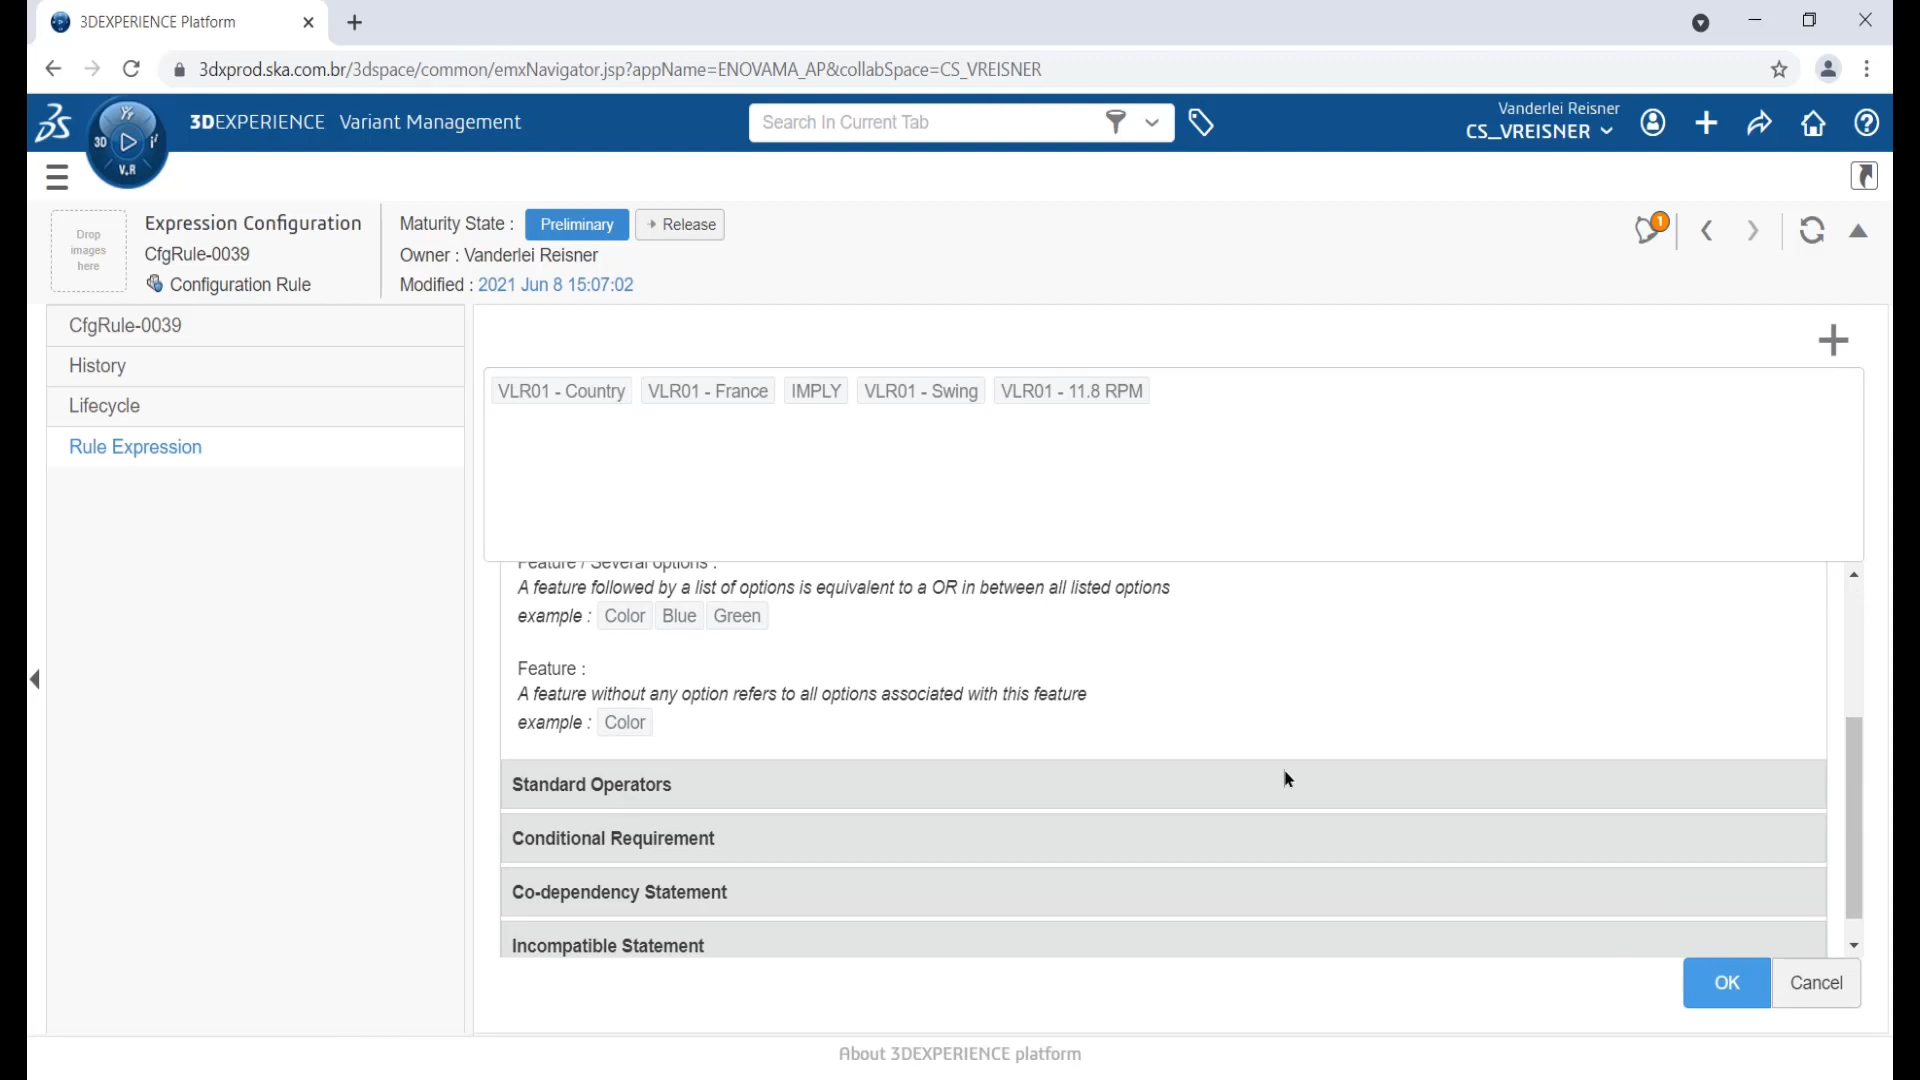 3DEXPERIENCE Platform
3dxprod.ska.com.br/3dspace/common/emxNavigator.jsp?appName=ENOVAMA_AP&collabSpace=CS_VREISNER
3DEXPERIENCE Variant Management
Search In Current Tab
Vanderlei Reisner
CS_VREISNER
3D
V.R
Drop
images
here
Expression Configuration
CfgRule-0039
Configuration Rule
Maturity State : Preliminary Release
Owner : Vanderlei Reisner
Modified : 2021 Jun 8 15:07:02
1
CfgRule-0039
History
Lifecycle
Rule Expression
VLR01 - Country VLR01 - France IMPLY VLR01 - Swing VLR01 - 11.8 RPM
Feature / Several options :
A feature followed by a list of options is equivalent to a OR in between all listed options
example : Color Blue Green
Feature :
A feature without any option refers to all options associated with this feature
example : Color
Standard Operators
Conditional Requirement
Co-dependency Statement
Incompatible Statement
OK Cancel
About 3DEXPERIENCE platform